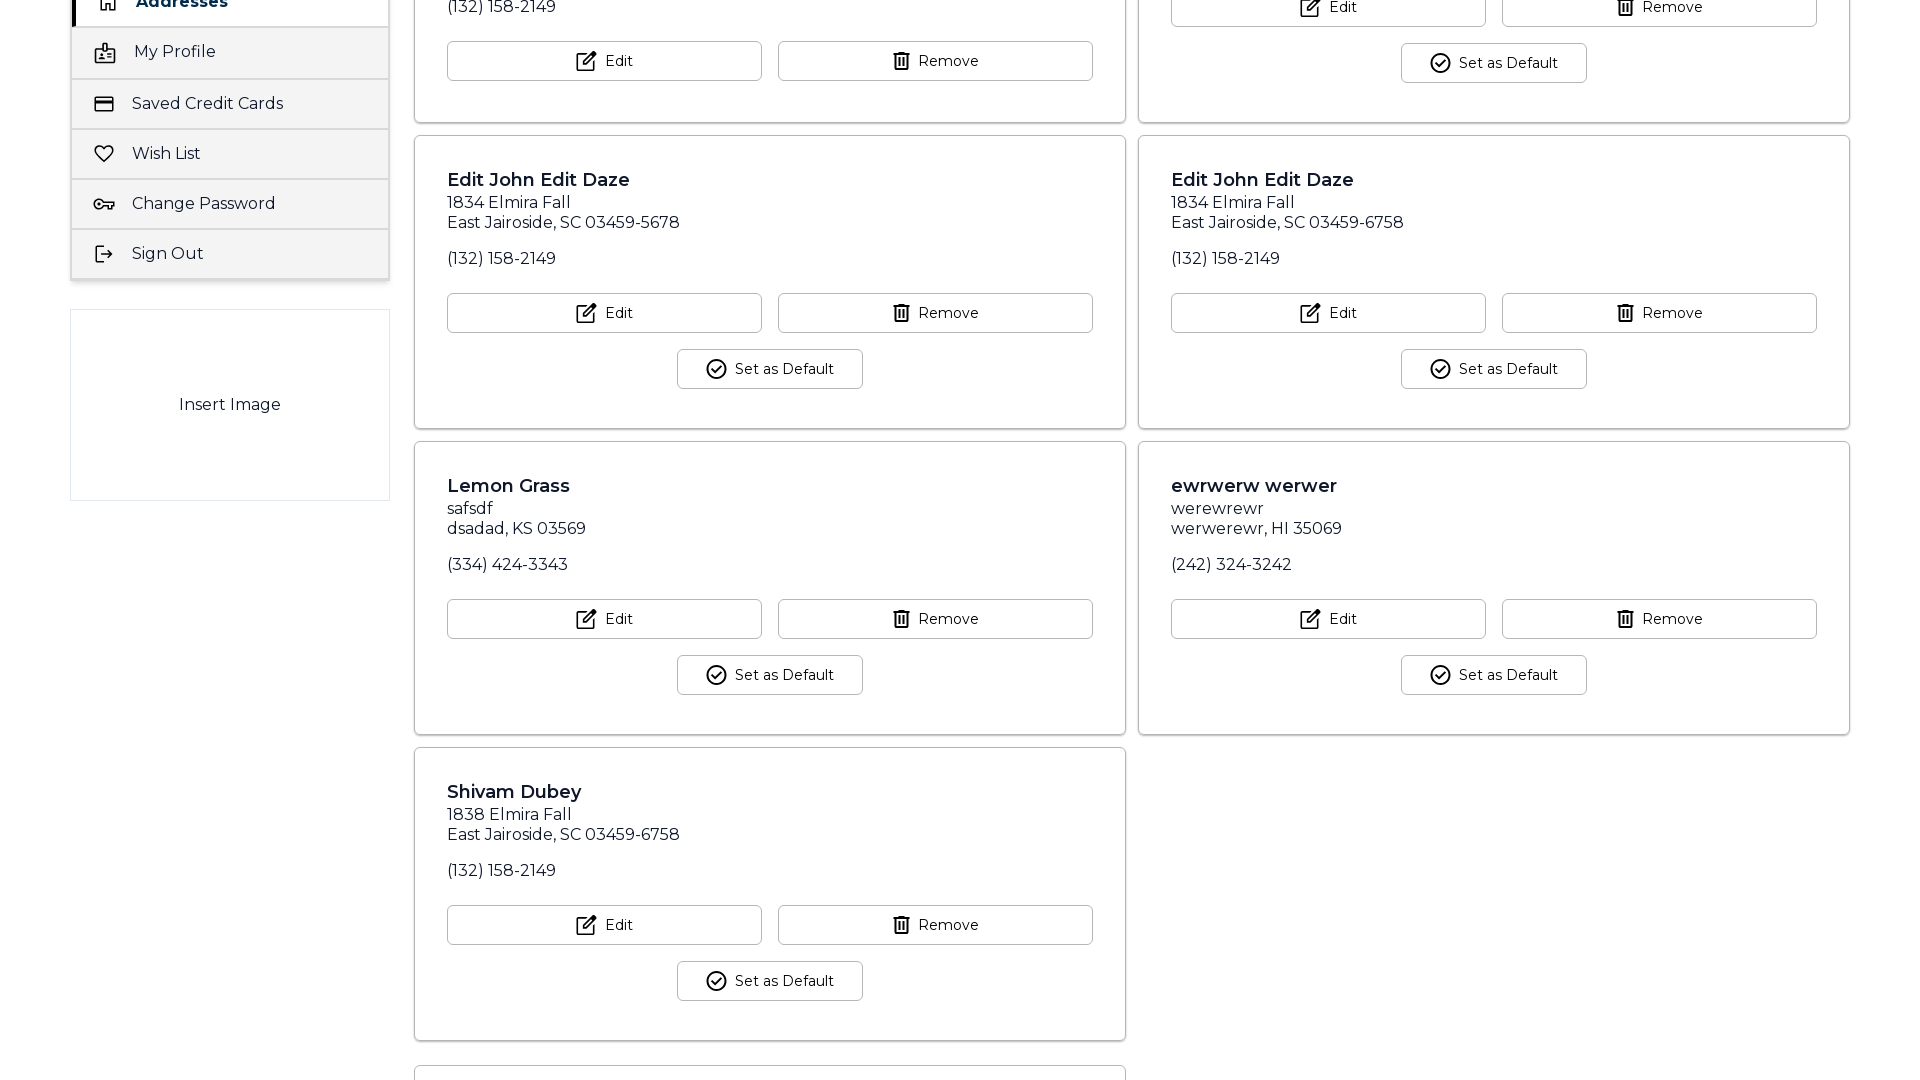 Addresses
My Profile
Saved Credit Cards
Wish List
Change Password
Sign Out
Insert Image
(132) 158-2149
Edit
Remove
Edit
Remove
Set as Default
Edit John Edit Daze
1834 Elmira Fall
East Jairoside, SC 03459-5678
(132) 158-2149
Edit
Remove
Set as Default
Edit John Edit Daze
1834 Elmira Fall
East Jairoside, SC 03459-6758
(132) 158-2149
Edit
Remove
Set as Default
Lemon Grass
safsdf
dsadad, KS 03569
(334) 424-3343
Edit
Remove
Set as Default
ewrwerw werwer
werewrewr
werwerewr, HI 35069
(242) 324-3242
Edit
Remove
Set as Default
Shivam Dubey
1838 Elmira Fall
East Jairoside, SC 03459-6758
(132) 158-2149
Edit
Remove
Set as Default